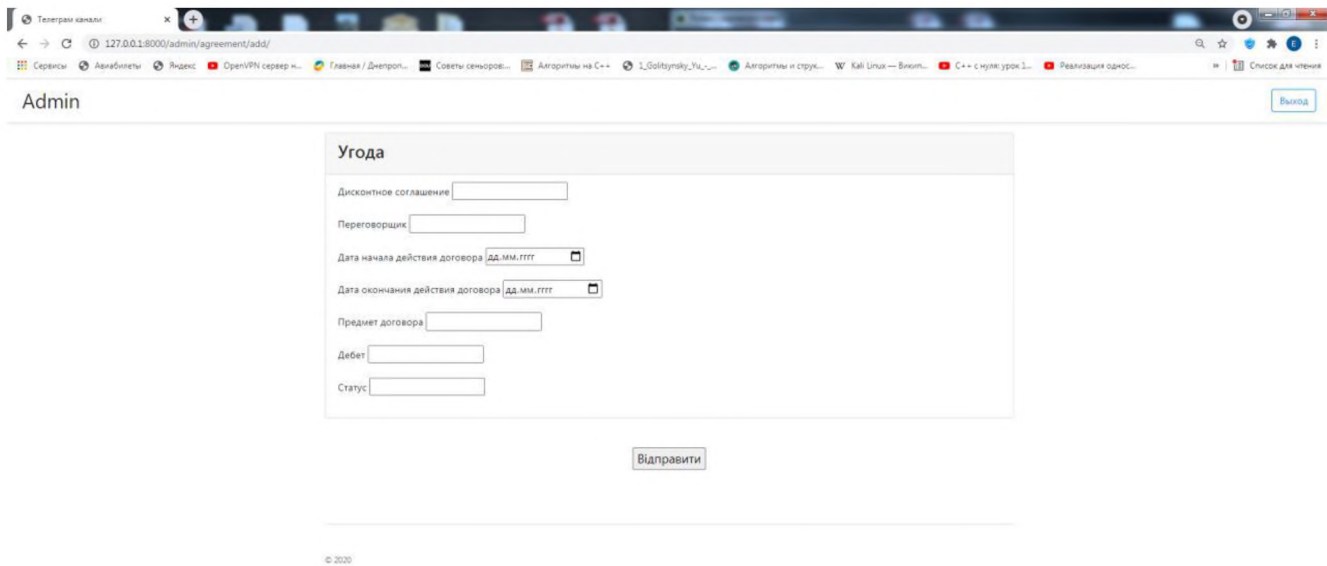 Телеграм канали
127.0.0.1:8000/admin/agreement/add/
Сервисы Авиабилеты Яндекс OpenVPN сервер н... Главная / Днепроп... Советы сеньоров:... Алгоритмы на C++ 1_Golitsynsky_Yu_-_... Алгоритмы и струк... Kali Linux — Викип... C++ с нуля: урок 1... Реализация однос... » Список для чтения
Admin
Выход
Угода
Дисконтное соглашение
Переговорщик
Дата начала действия договора дд.мм.гггг
Дата окончания действия договора дд.мм.гггг
Предмет договора
Дебет
Статус
Відправити
© 2020